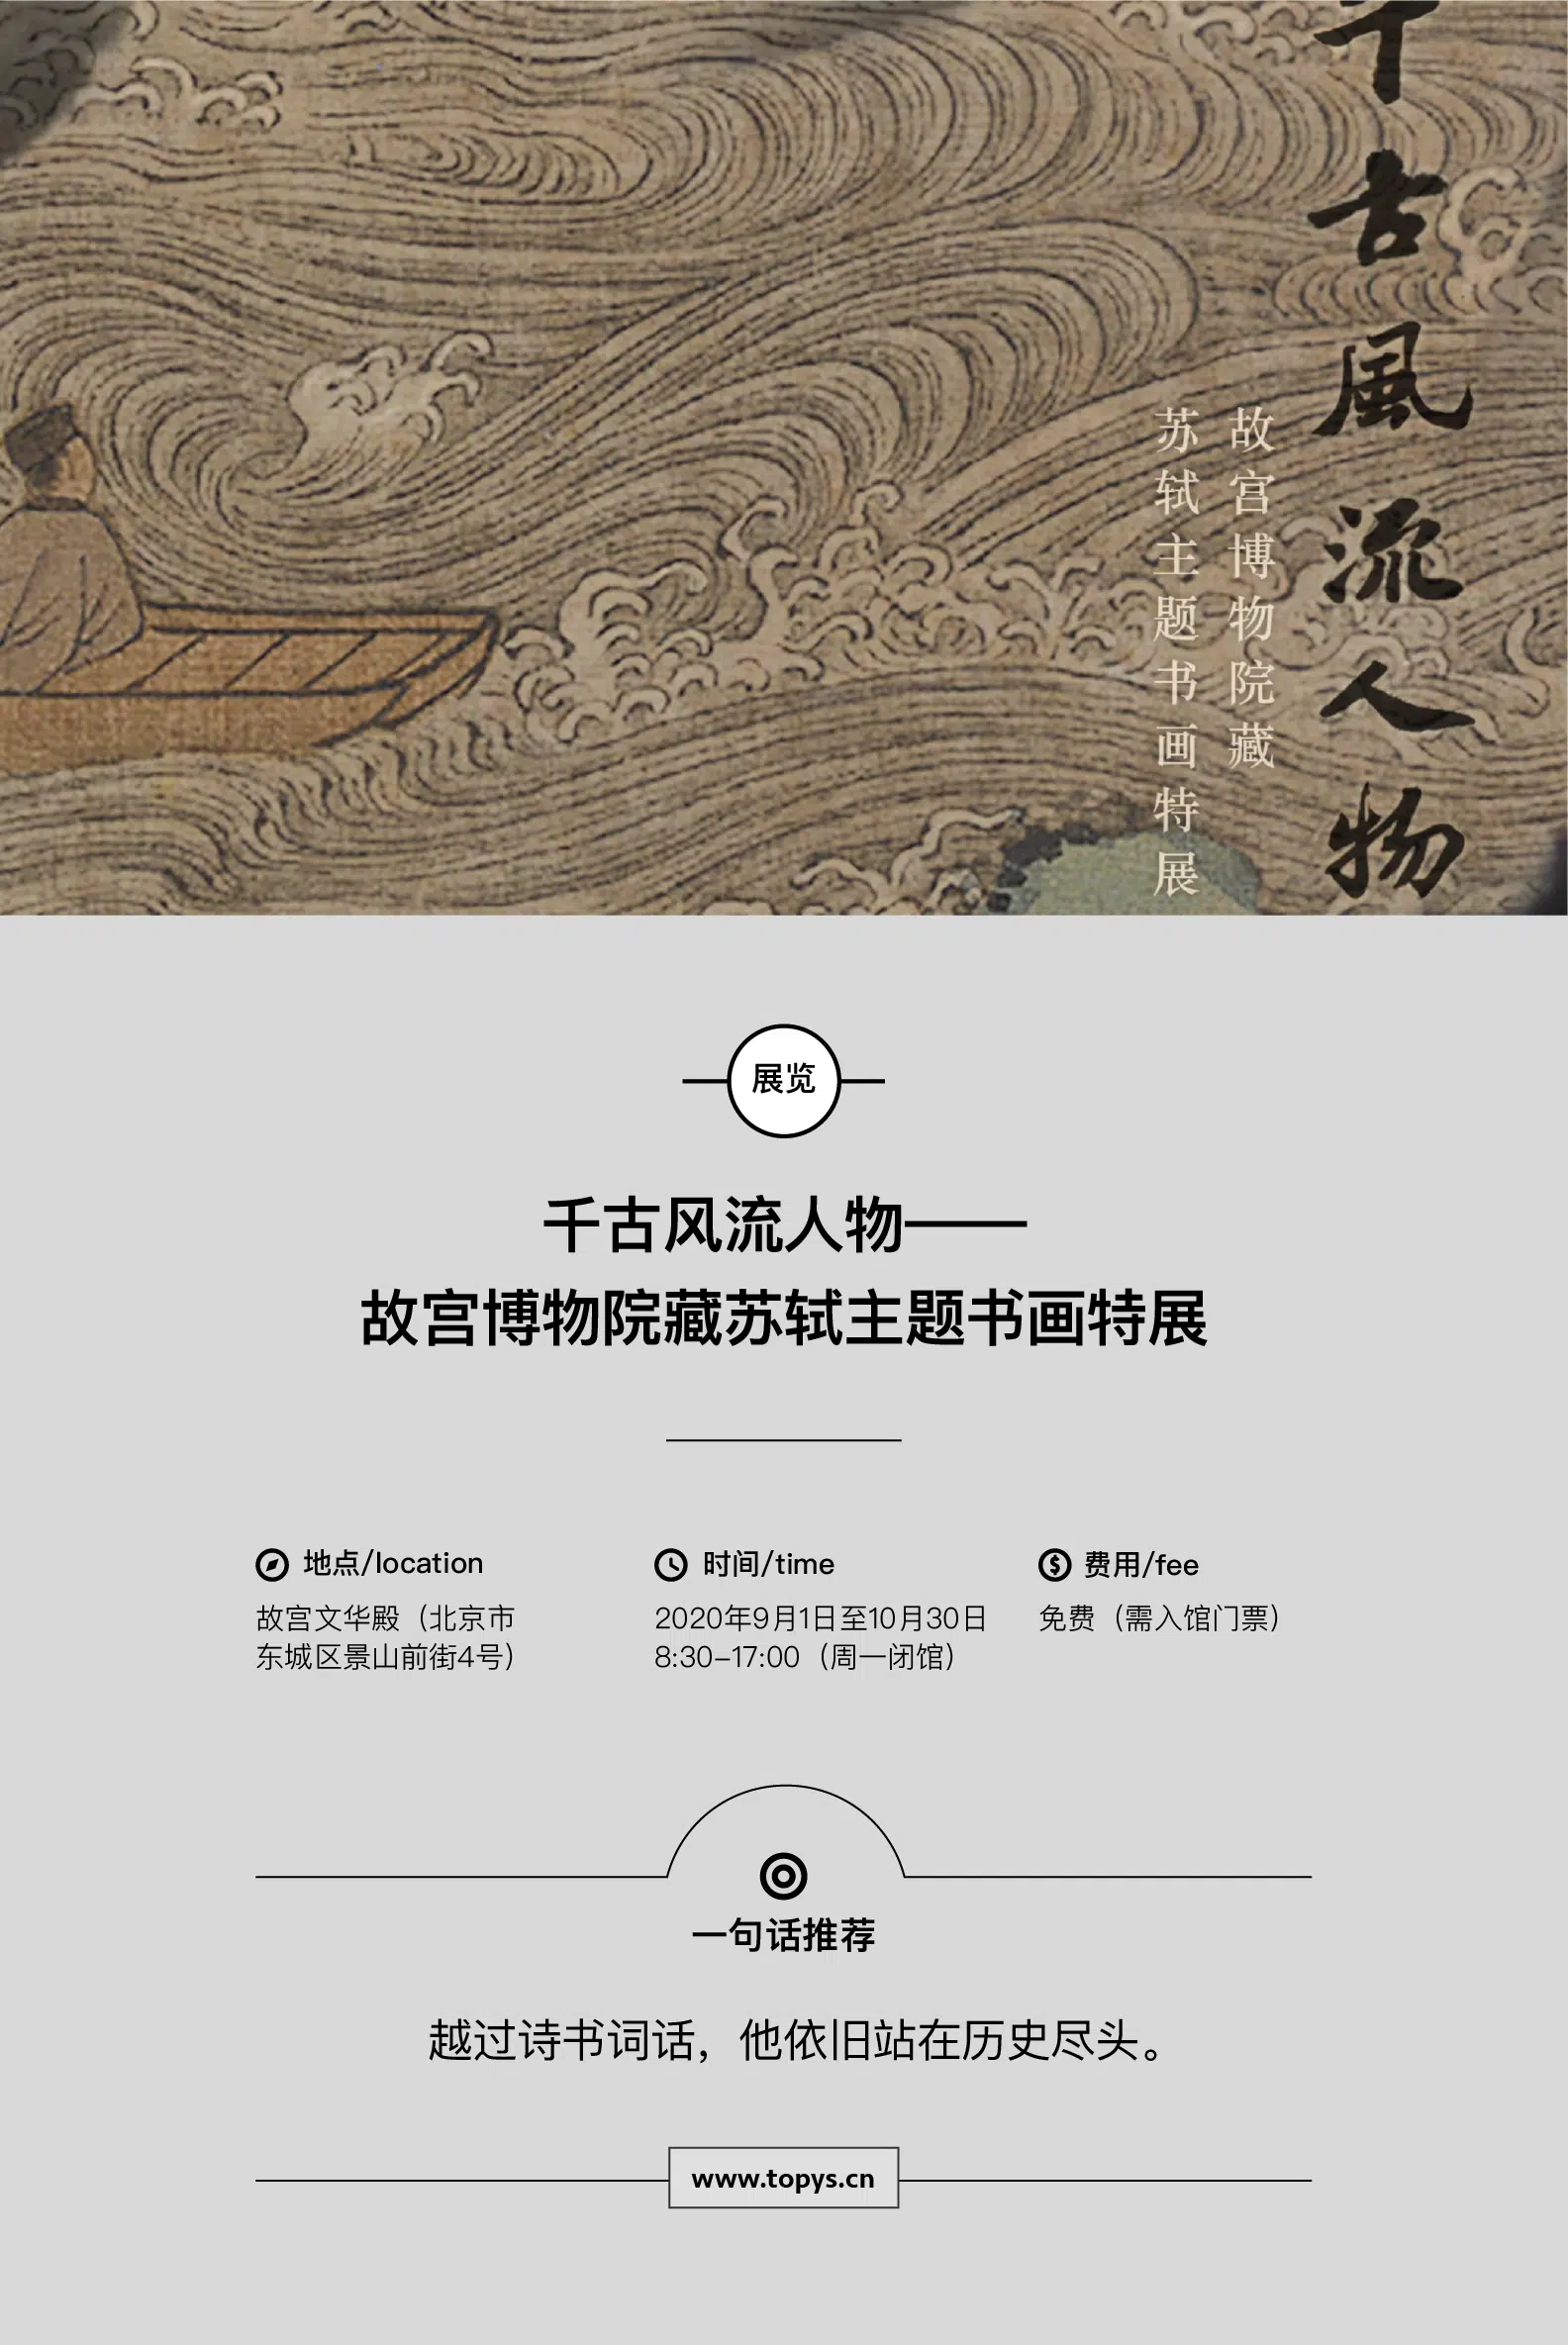 千古風流人物
故宫博物院藏
苏轼主题书画特展
展览
千古风流人物——
故宫博物院藏苏轼主题书画特展
地点/location
故宫文华殿（北京市
东城区景山前街4号）
时间/time
2020年9月1日至10月30日
8:30–17:00（周一闭馆）
费用/fee
免费（需入馆门票）
一句话推荐
越过诗书词话，他依旧站在历史尽头。
www.topys.cn